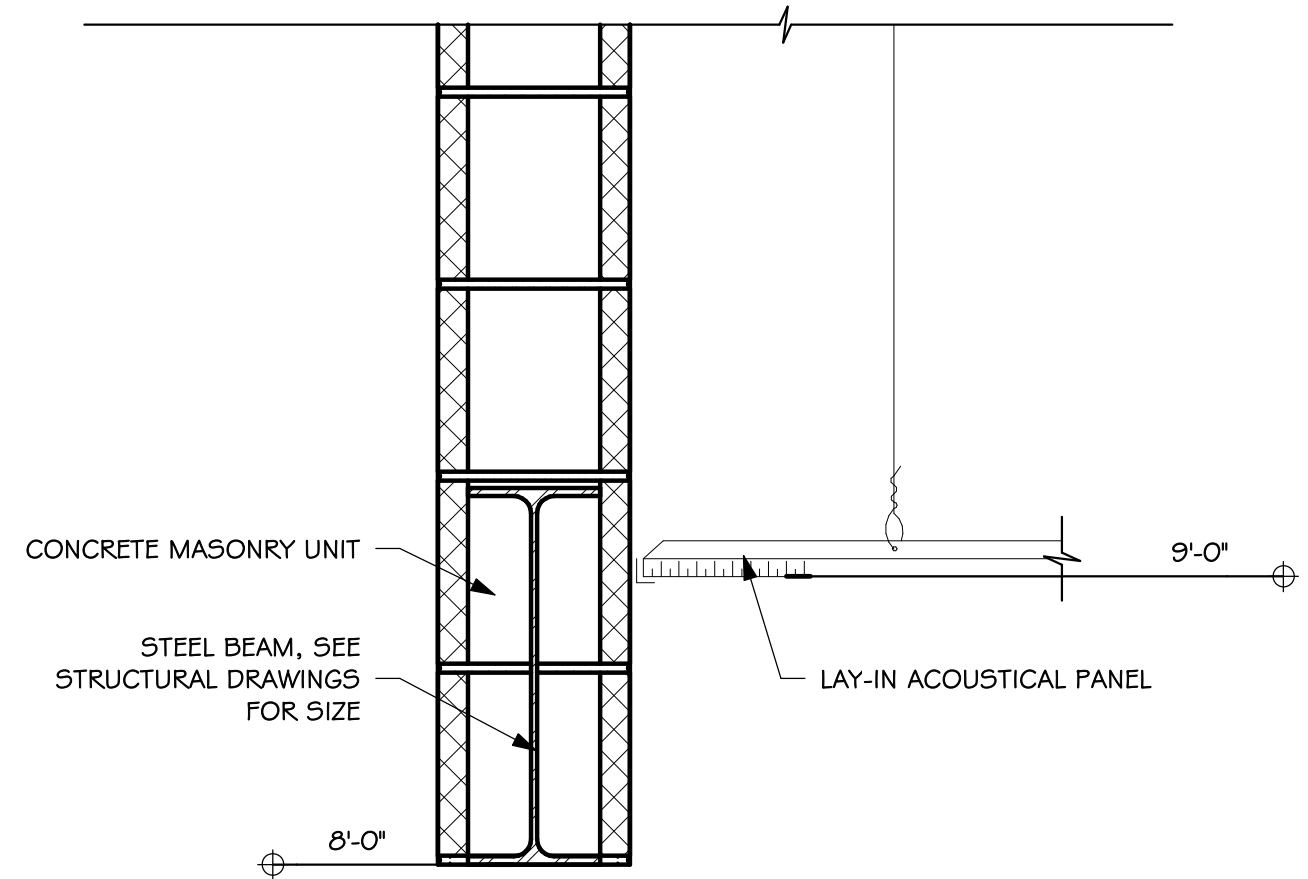 CONCRETE MASONRY UNIT
STEEL BEAM, SEE
STRUCTURAL DRAWINGS
FOR SIZE
8'-0"
9'-0"
LAY-IN ACOUSTICAL PANEL